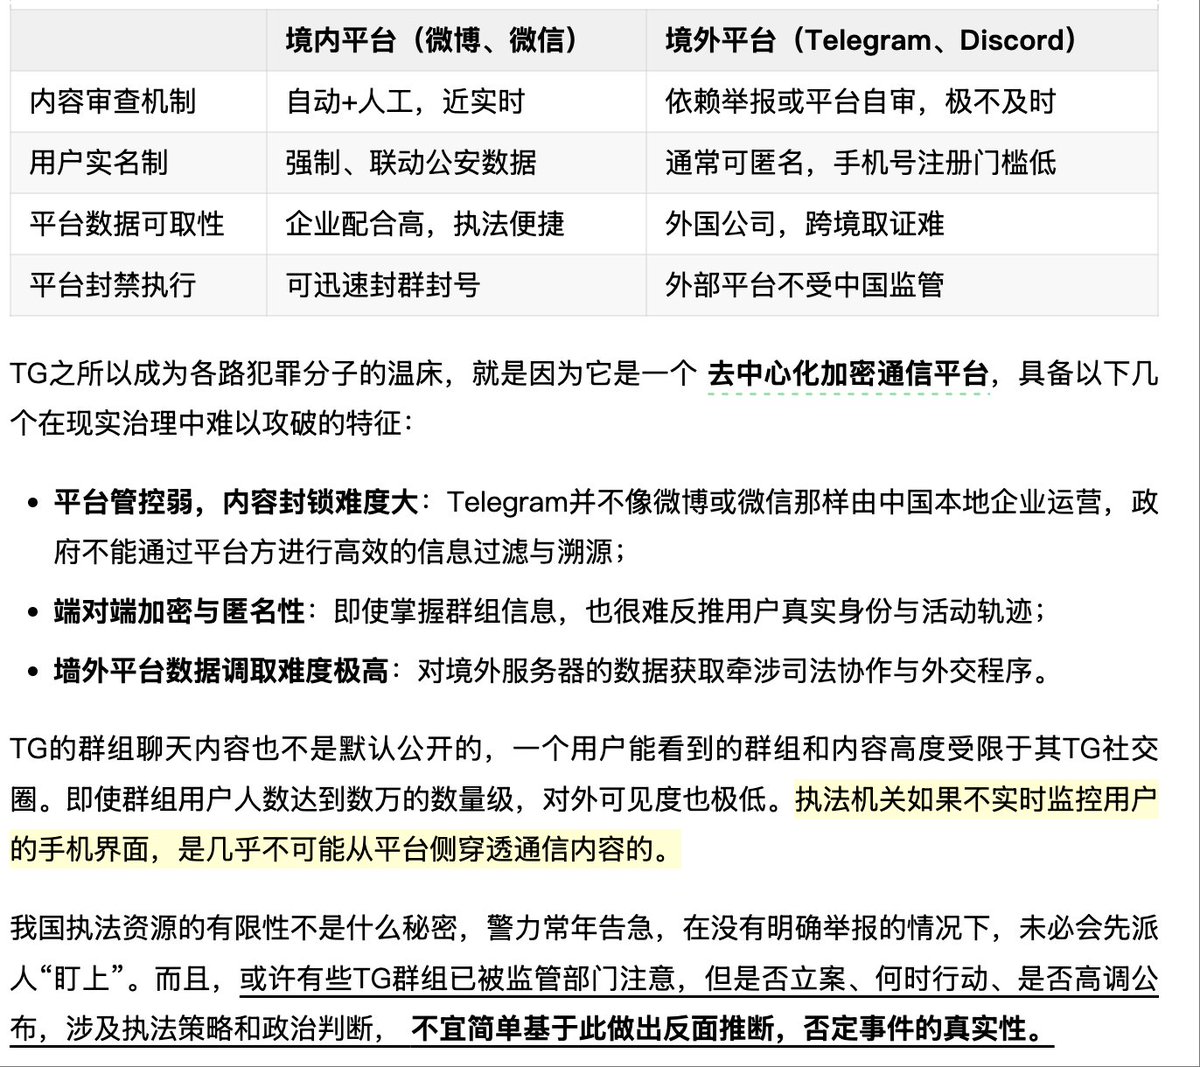 境内平台（微博、微信） 境外平台（Telegram、Discord）
内容审查机制 自动+人工，近实时 依赖举报或平台自审，极不及时
用户实名制 强制、联动公安数据 通常可匿名，手机号注册门槛低
平台数据可取性 企业配合高，执法便捷 外国公司，跨境取证难
平台封禁执行 可迅速封群封号 外部平台不受中国监管
TG之所以成为各路犯罪分子的温床，就是因为它是一个 去中心化加密通信平台，具备以下几
个在现实治理中难以攻破的特征：
• 平台管控弱，内容封锁难度大：Telegram并不像微博或微信那样由中国本地企业运营，政
府不能通过平台方进行高效的信息过滤与溯源；
• 端对端加密与匿名性：即使掌握群组信息，也很难反推用户真实身份与活动轨迹；
• 墙外平台数据调取难度极高：对境外服务器的数据获取牵涉司法协作与外交程序。
TG的群组聊天内容也不是默认公开的，一个用户能看到的群组和内容高度受限于其TG社交
圈。即使群组用户人数达到数万的数量级，对外可见度也极低。执法机关如果不实时监控用户
的手机界面，是几乎不可能从平台侧穿透通信内容的。
我国执法资源的有限性不是什么秘密，警力常年告急，在没有明确举报的情况下，未必会先派
人“盯上”。而且，或许有些TG群组已被监管部门注意，但是否立案、何时行动、是否高调公
布，涉及执法策略和政治判断， 不宜简单基于此做出反面推断，否定事件的真实性。